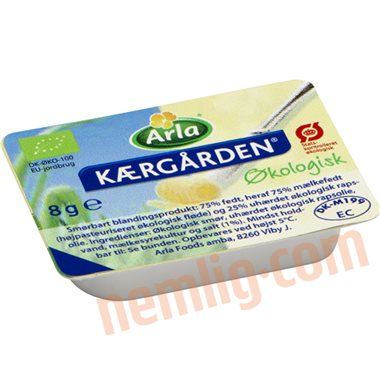 Arla
KÆRGÅRDEN®
Økologisk
DK-ØKO-100
EU-jordbrug
Stats-
kontrolleret
økologisk
8g e
Smørbart blandingsprodukt: 75% fedt, heraf 75% mælkefedt
(højpasteuriseret økologisk fløde) og 25% uhærdet økologisk raps-
olie. Ingredienser: Økologisk smør, uhærdet økologisk rapsolie,
vand, mælkesyrekultur og salt (1%). Mindst hold-
bar til: Se bunden. Opbevares ved højst 5°C.
Arla Foods amba, 8260 Viby J.
DK-M196
EC
nemlig.com